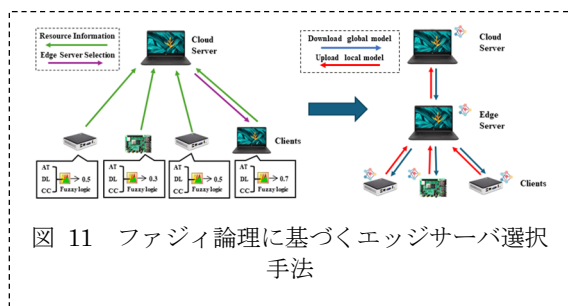 Resource Information
Edge Server Selection
Cloud
Server
Clients
AT
DL
CC
0.5
Fuzzy logic
AT
DL
CC
0.3
Fuzzy logic
AT
DL
CC
0.5
Fuzzy logic
AT
DL
CC
0.7
Fuzzy logic
Download global model
Upload local model
Cloud
Server
Edge
Server
Clients
図 11 ファジィ論理に基づくエッジサーバ選択
手法